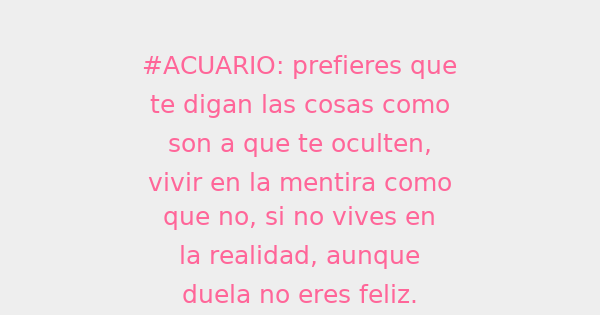 #ACUARIO: prefieres que
te digan las cosas como
son a que te oculten,
vivir en la mentira como
que no, si no vives en
la realidad, aunque
duela no eres feliz.